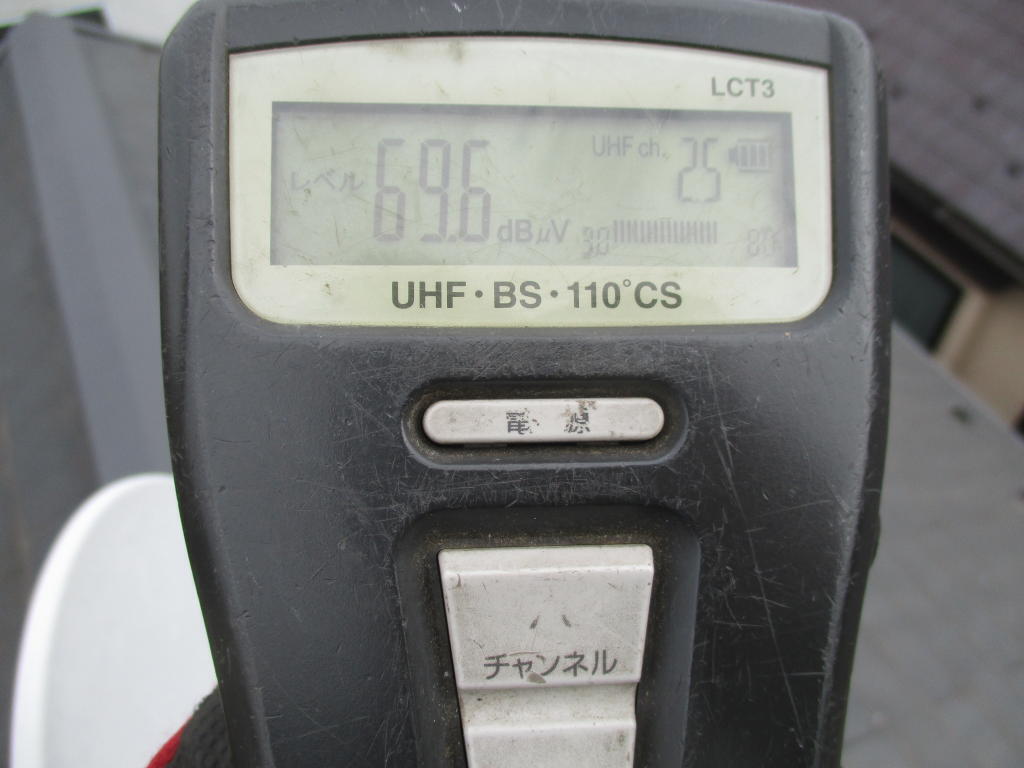 LCT3
UHF ch. 25
レベル 69.6 dBμV
30 80
UHF・BS・110°CS
電源
チャンネル